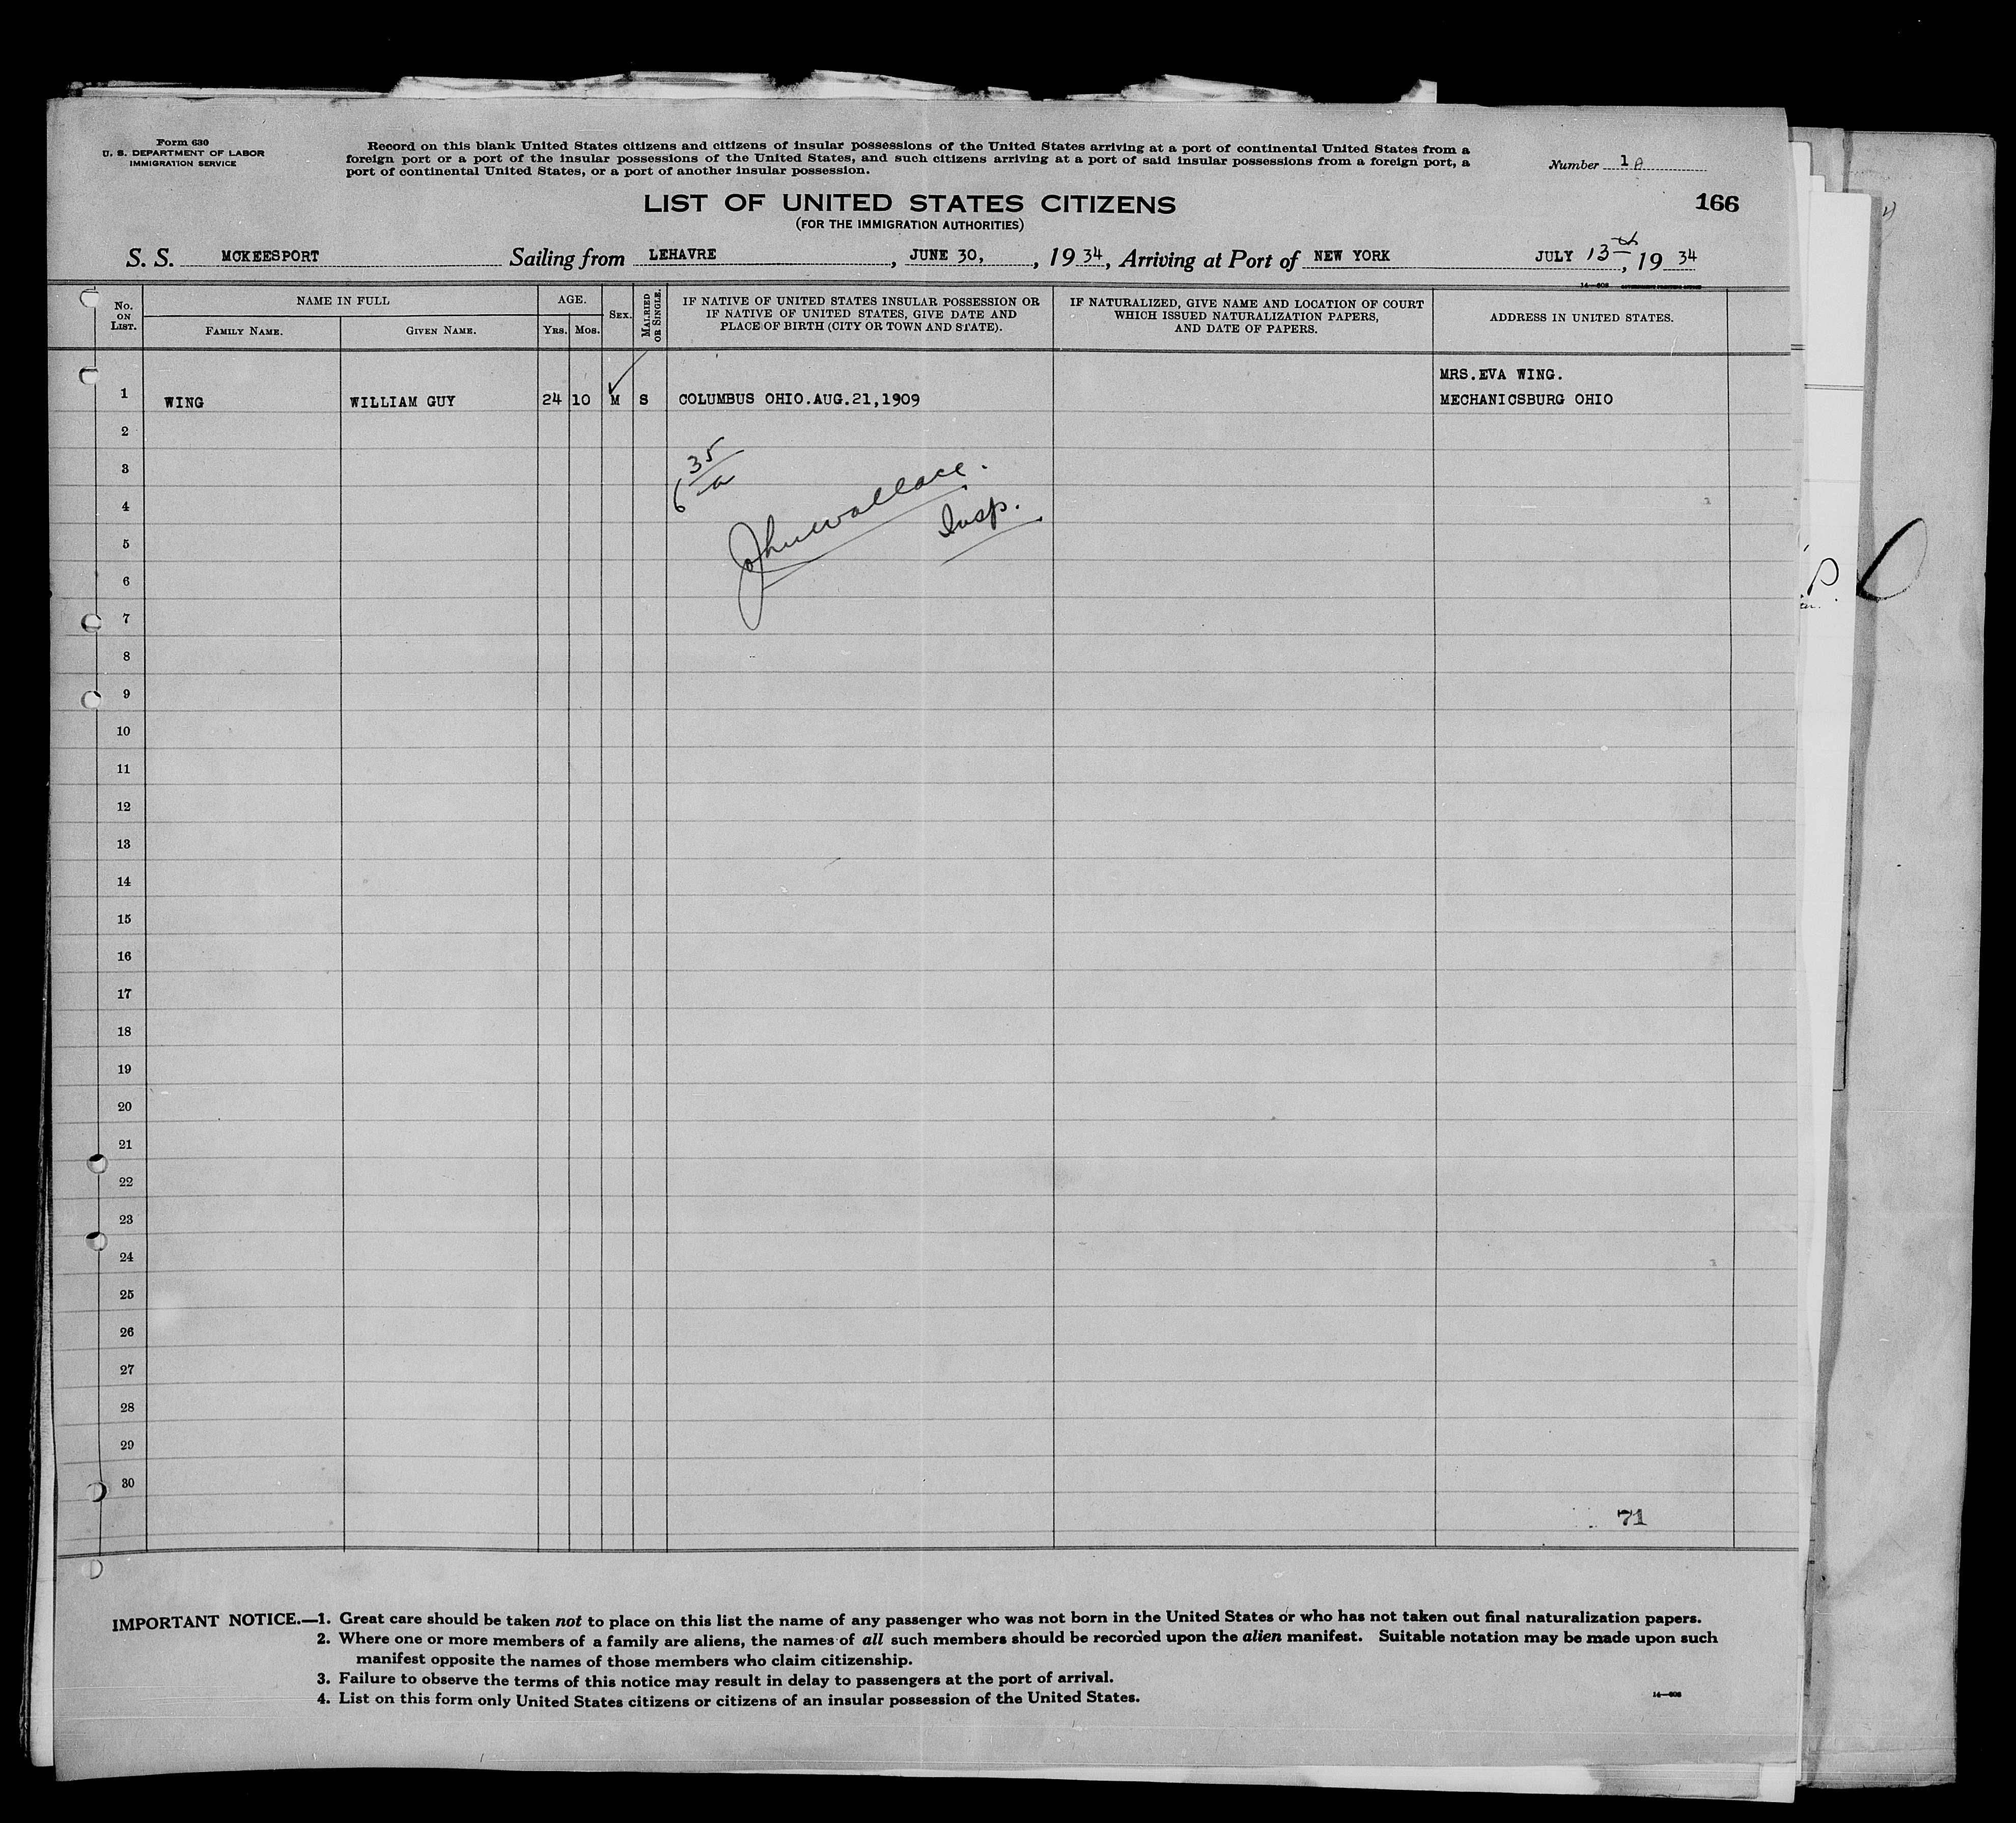 Form 630
U. S. DEPARTMENT OF LABOR
IMMIGRATION SERVICE
Record on this blank United States citizens and citizens of insular possessions of the United States arriving at a port of continental United States from a
foreign port or a port of the insular possessions of the United States, and such citizens arriving at a port of said insular possessions from a foreign port, a
port of continental United States, or a port of another insular possession.
Number 1
LIST OF UNITED STATES CITIZENS
166
(FOR THE IMMIGRATION AUTHORITIES)
S. S. MCKEESPORT Sailing from LEHAVRE, JUNE 30, , 1934, Arriving at Port of NEW YORK JULY 13th, 1934
14—608 GOVERNMENT PRINTING OFFICE
No. ON LIST.
NAME IN FULL
FAMILY NAME.
GIVEN NAME.
AGE.
YRS.
MOS.
SEX.
MARRIED OR SINGLE.
IF NATIVE OF UNITED STATES INSULAR POSSESSION OR
IF NATIVE OF UNITED STATES, GIVE DATE AND
PLACE OF BIRTH (CITY OR TOWN AND STATE).
IF NATURALIZED, GIVE NAME AND LOCATION OF COURT
WHICH ISSUED NATURALIZATION PAPERS,
AND DATE OF PAPERS.
ADDRESS IN UNITED STATES.
MRS.EVA WING.
1 WING WILLIAM GUY 24 10 M S COLUMBUS OHIO.AUG.21,1909 MECHANICSBURG OHIO
2
3
4
5
6
7
8
9
10
11
12
13
14
15
16
17
18
19
20
21
22
23
24
25
26
27
28
29
30
6 35/a
John Wallace.
Insp.
71
IMPORTANT NOTICE.—1. Great care should be taken not to place on this list the name of any passenger who was not born in the United States or who has not taken out final naturalization papers.
2. Where one or more members of a family are aliens, the names of all such members should be recorded upon the alien manifest. Suitable notation may be made upon such
manifest opposite the names of those members who claim citizenship.
3. Failure to observe the terms of this notice may result in delay to passengers at the port of arrival.
4. List on this form only United States citizens or citizens of an insular possession of the United States.
14—608